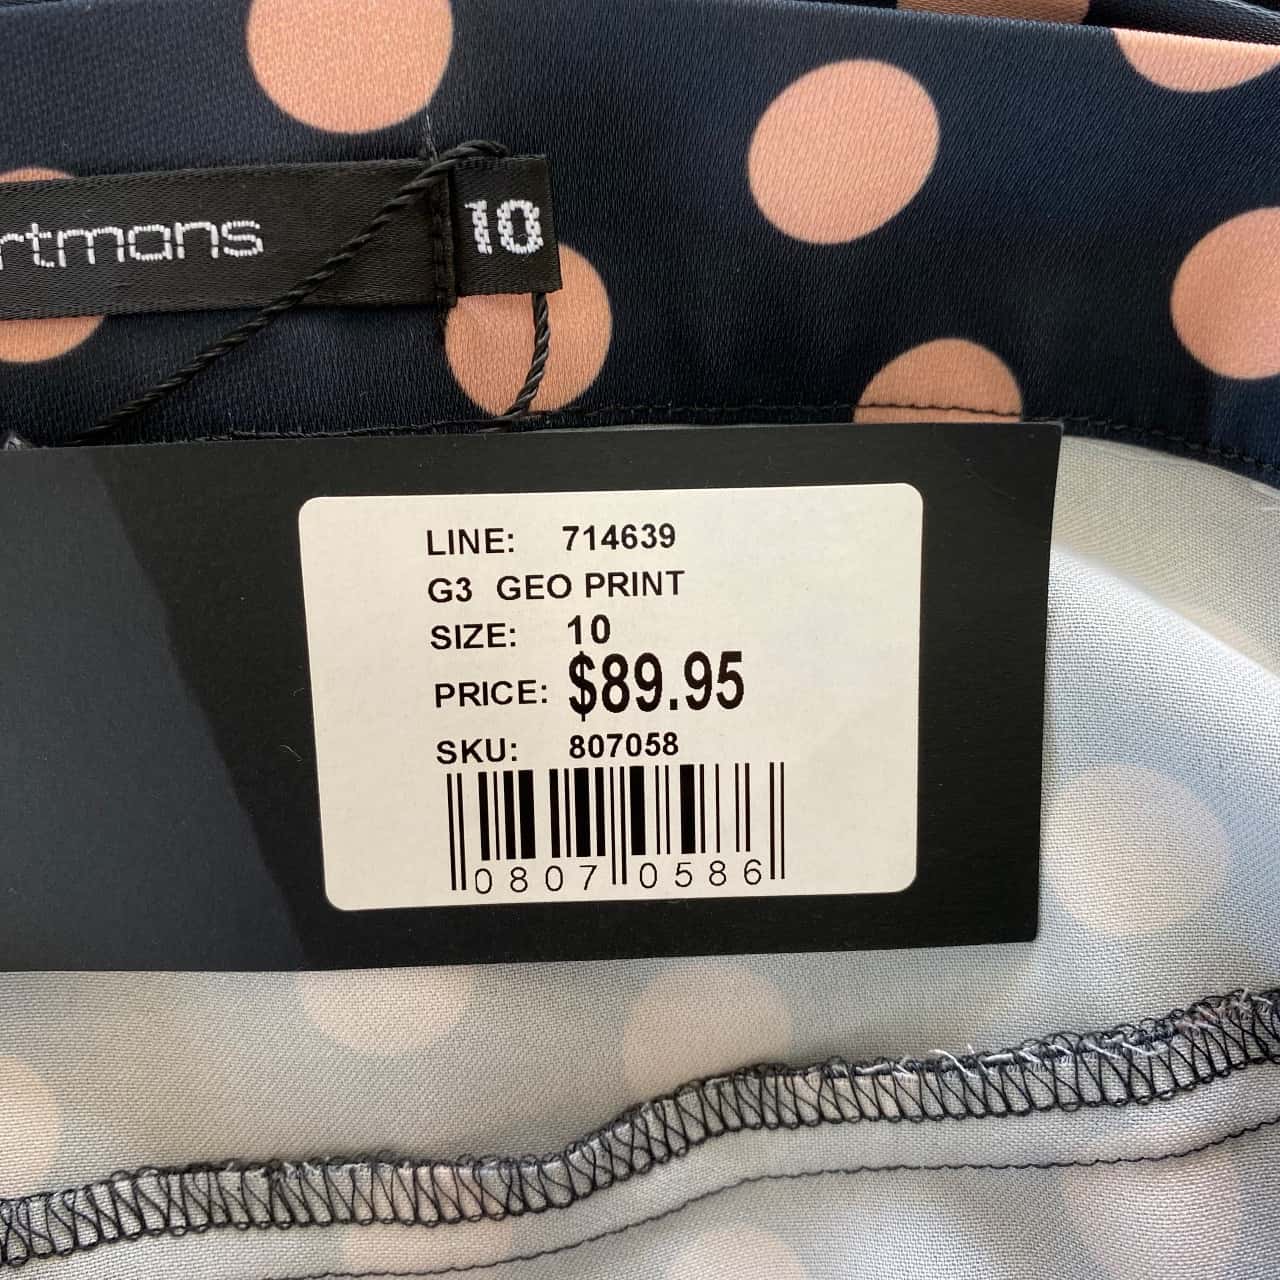 rtmans 10
LINE: 714639
G3 GEO PRINT
SIZE: 10
PRICE: $89.95
SKU: 807058
0807 0586